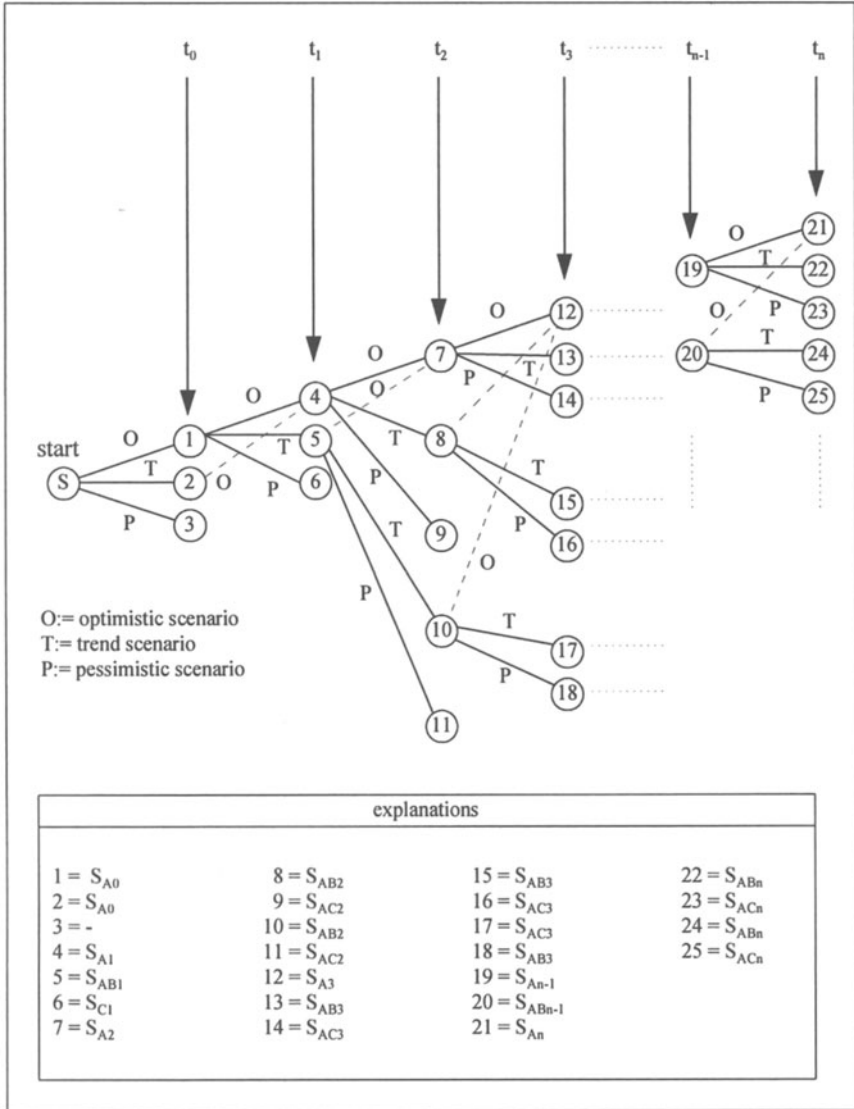 t0 t1 t2 t3 ........ tn-1 tn
O 21
19 T 22
O 12 O P 23
O 7 T 13 20 T 24
O O P 14 P 25
O 4 T 8
start O 1 T 5 T 15
S T 2 O P 6 P P 16
P 3 T 9 O
P
O:= optimistic scenario 10 T 17
T:= trend scenario P 18
P:= pessimistic scenario
11
explanations
1 = SA0 8 = SAB2 15 = SAB3 22 = SABn
2 = SA0 9 = SAC2 16 = SAC3 23 = SACn
3 = - 10 = SAB2 17 = SAC3 24 = SABn
4 = SA1 11 = SAC2 18 = SAB3 25 = SACn
5 = SAB1 12 = SA3 19 = SAn-1
6 = SC1 13 = SAB3 20 = SABn-1
7 = SA2 14 = SAC3 21 = SAn